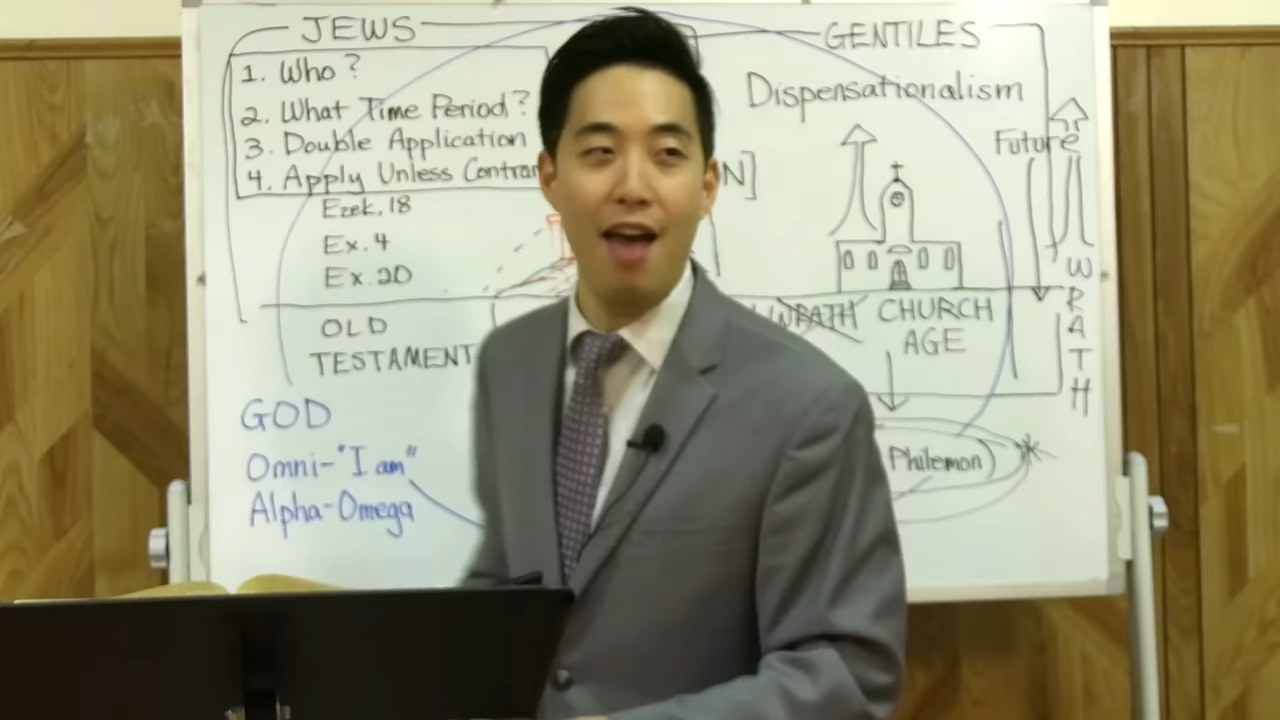 JEWS
GENTILES
1. Who?
2. What Time Period?
3. Double Application
4. Apply Unless
Ezek. 18
Ex. 4
Ex. 20
N]
Dispensationalism
Future
OLD
TESTAMENT
WRATH
CHURCH
AGE
WRATH
GOD
Omni-"I am"
Alpha-Omega
Philemon)
*